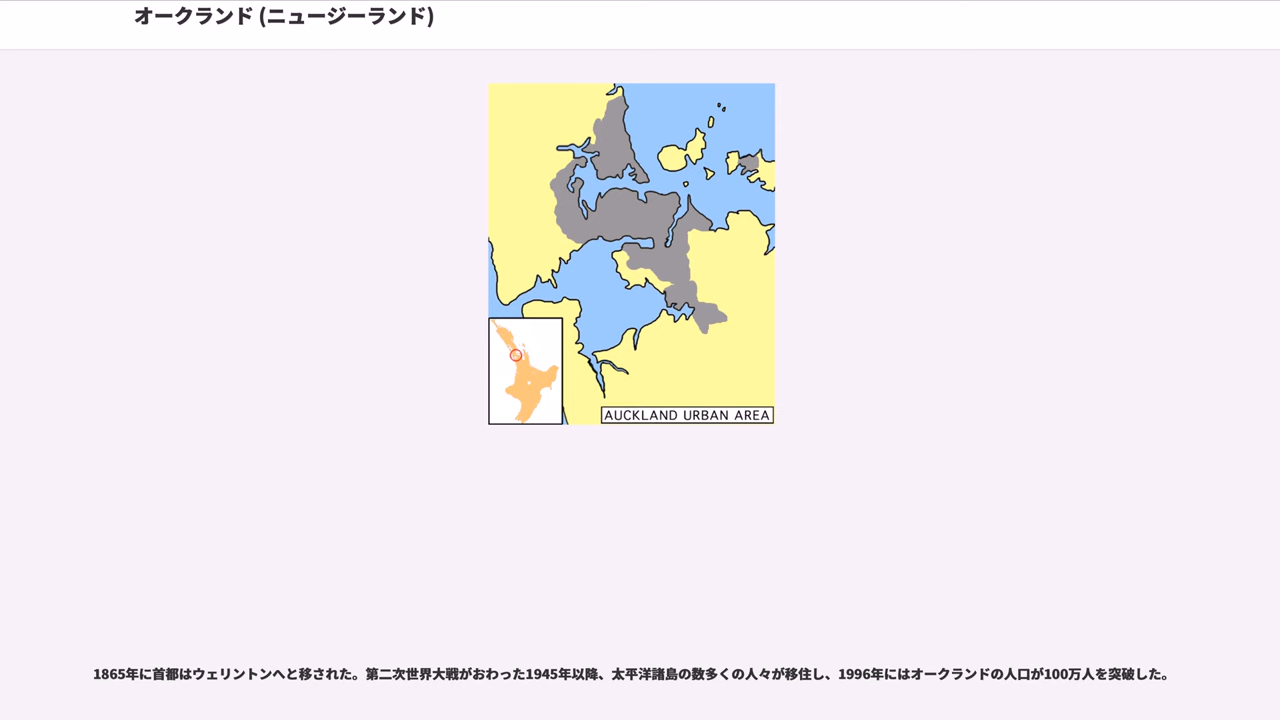 オークランド (ニュージーランド)
AUCKLAND URBAN AREA
1865年に首都はウェリントンへと移された。第二次世界大戦がおわった1945年以降、太平洋諸島の数多くの人々が移住し、1996年にはオークランドの人口が100万人を突破した。